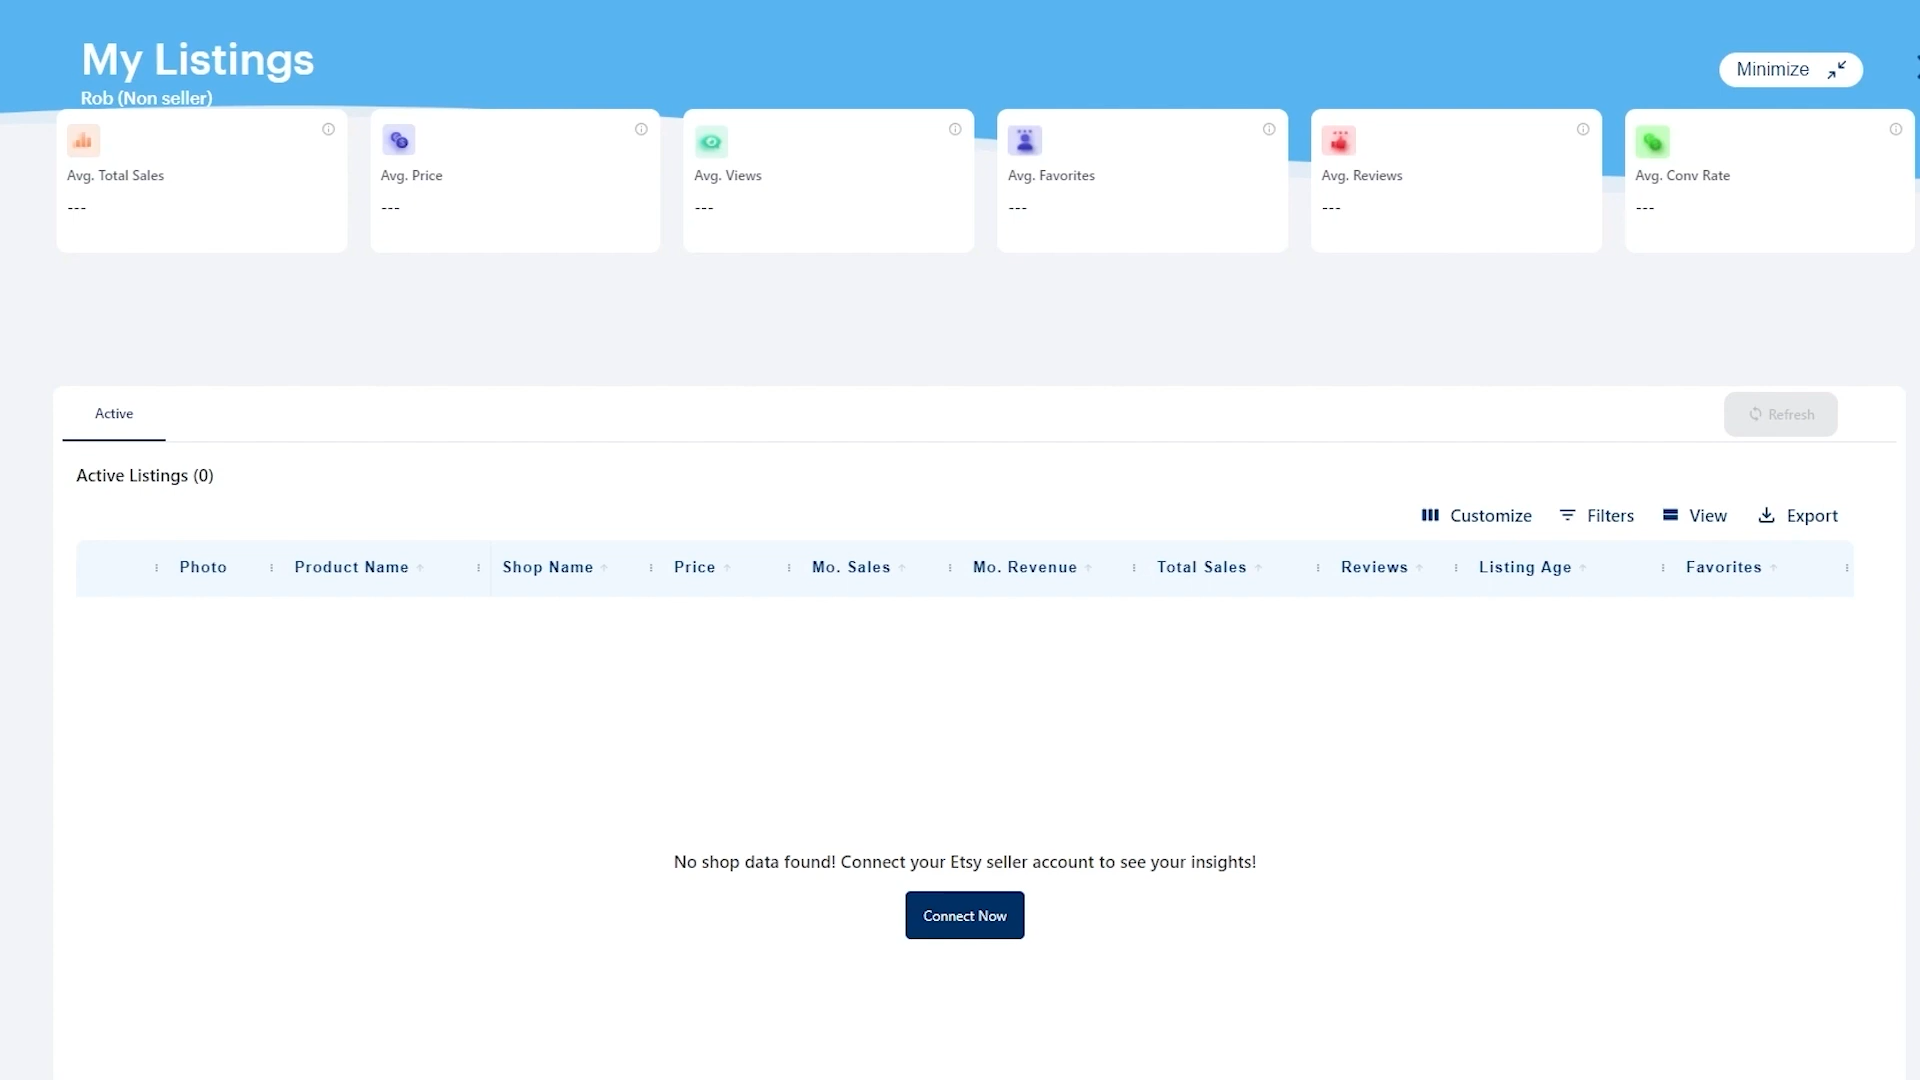 My Listings
Rob (Non seller)
Minimize
Avg. Total Sales
---
Avg. Price
---
Avg. Views
---
Avg. Favorites
---
Avg. Reviews
---
Avg. Conv Rate
---
Active
Refresh
Active Listings (0)
Customize Filters View Export
Photo Product Name Shop Name Price Mo. Sales Mo. Revenue Total Sales Reviews Listing Age Favorites
No shop data found! Connect your Etsy seller account to see your insights!
Connect Now